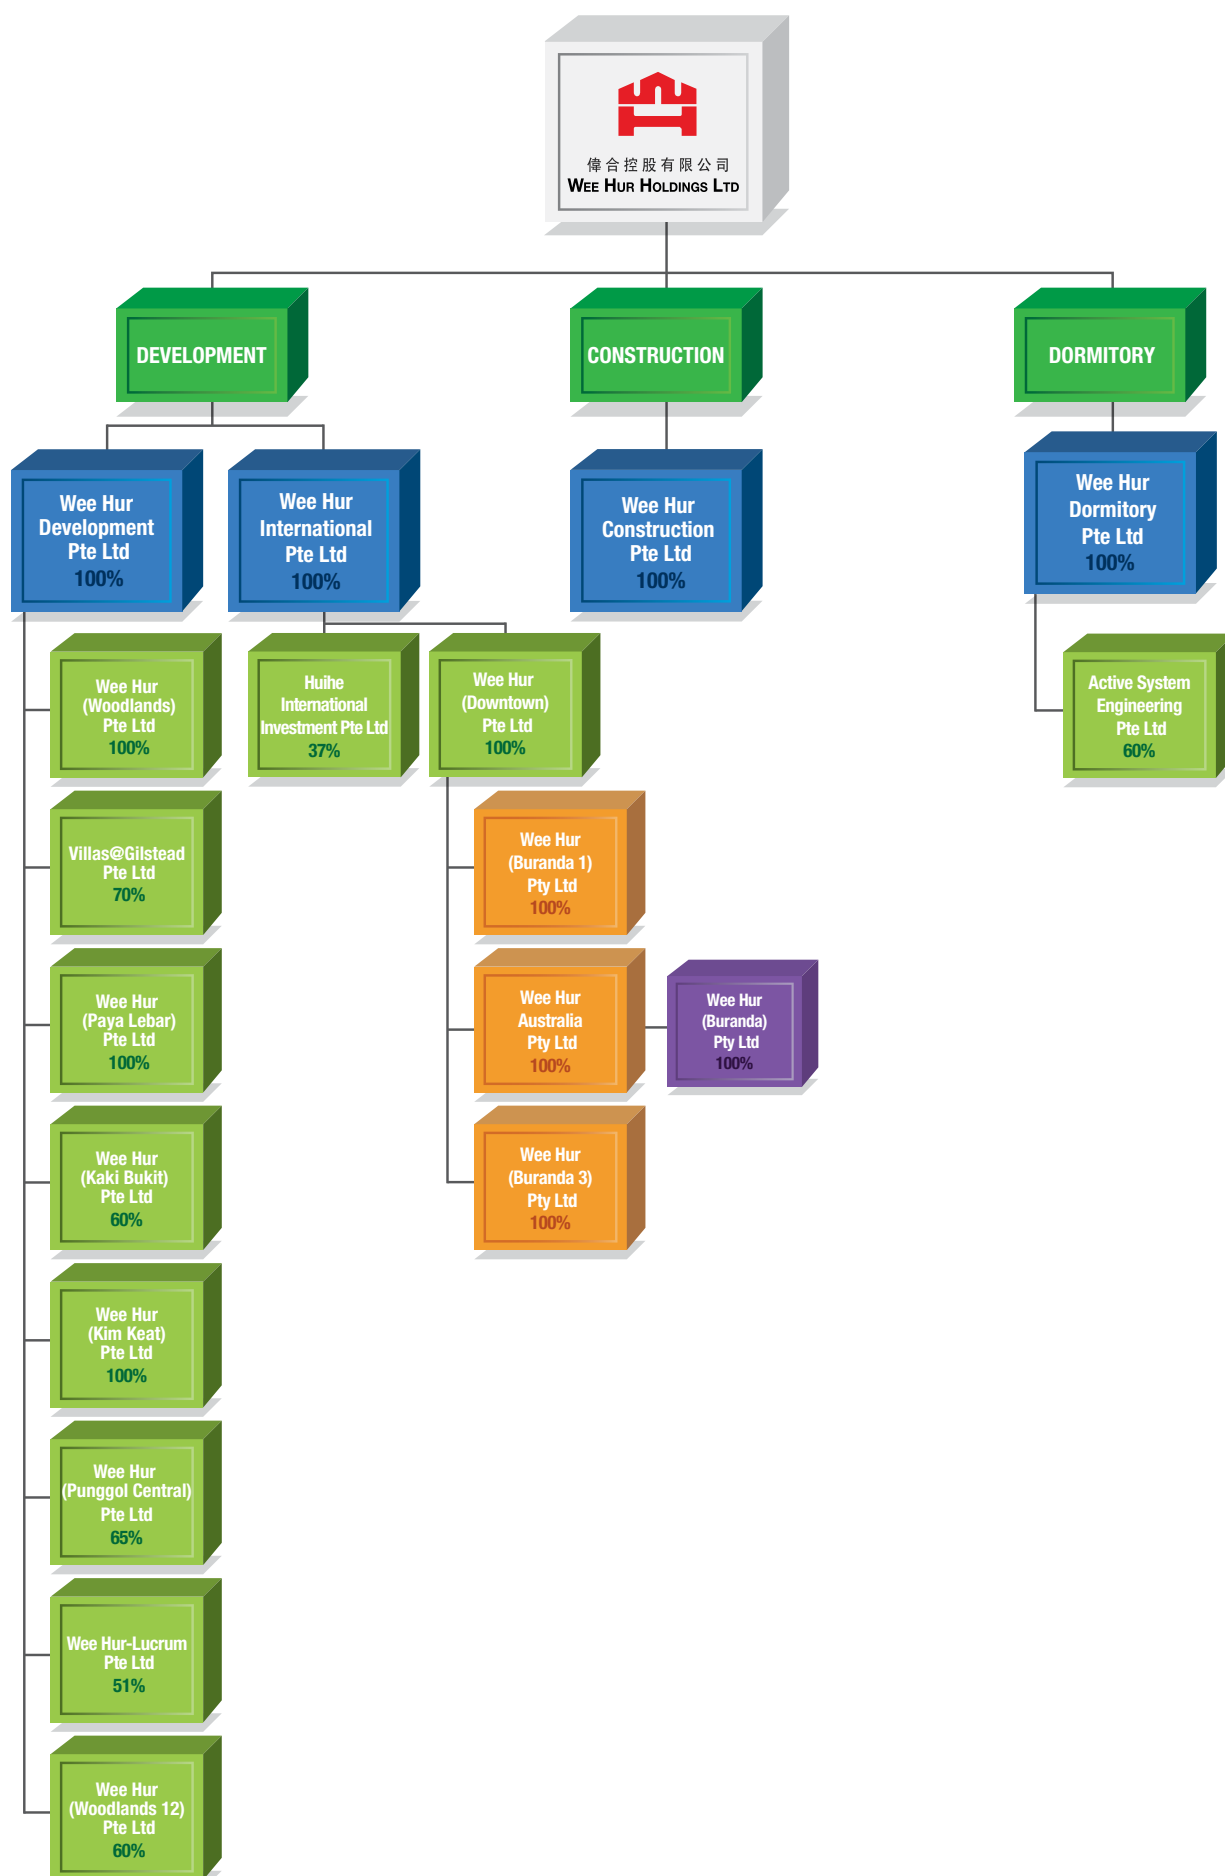 偉合控股有限公司
WEE HUR HOLDINGS LTD
DEVELOPMENT
CONSTRUCTION
DORMITORY
Wee Hur
Development
Pte Ltd
100%
Wee Hur
International
Pte Ltd
100%
Wee Hur
Construction
Pte Ltd
100%
Wee Hur
Dormitory
Pte Ltd
100%
Wee Hur
(Woodlands)
Pte Ltd
100%
Huihe
International
Investment Pte Ltd
37%
Wee Hur
(Downtown)
Pte Ltd
100%
Active System
Engineering
Pte Ltd
60%
Villas@Gilstead
Pte Ltd
70%
Wee Hur
(Buranda 1)
Pty Ltd
100%
Wee Hur
(Paya Lebar)
Pte Ltd
100%
Wee Hur
Australia
Pty Ltd
100%
Wee Hur
(Buranda)
Pty Ltd
100%
Wee Hur
(Kaki Bukit)
Pte Ltd
60%
Wee Hur
(Buranda 3)
Pty Ltd
100%
Wee Hur
(Kim Keat)
Pte Ltd
100%
Wee Hur
(Punggol Central)
Pte Ltd
65%
Wee Hur-Lucrum
Pte Ltd
51%
Wee Hur
(Woodlands 12)
Pte Ltd
60%